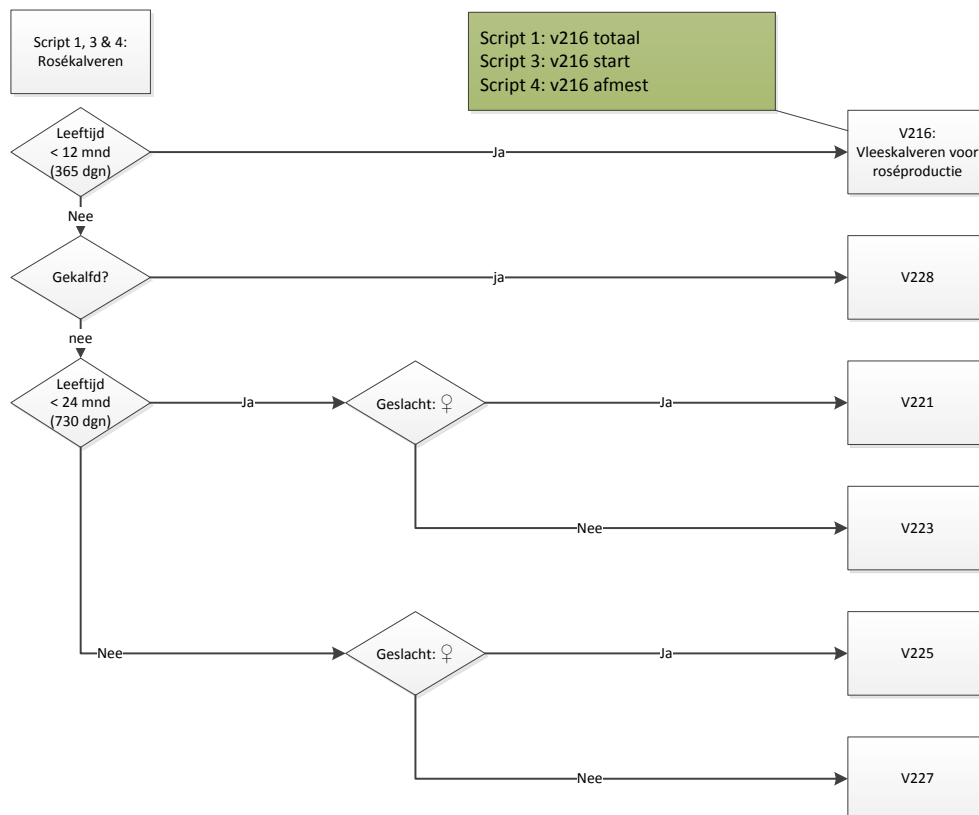 Script 1, 3 & 4:
Rosékalveren
Script 1: v216 totaal
Script 3: v216 start
Script 4: v216 afmest
Leeftijd
< 12 mnd
(365 dgn)
Ja
V216:
Vleeskalveren voor
roséproductie
Nee
Gekalfd?
ja
V228
nee
Leeftijd
< 24 mnd
(730 dgn)
Ja
Geslacht: ♀
Ja
V221
Nee
V223
Nee
Geslacht: ♀
Ja
V225
Nee
V227